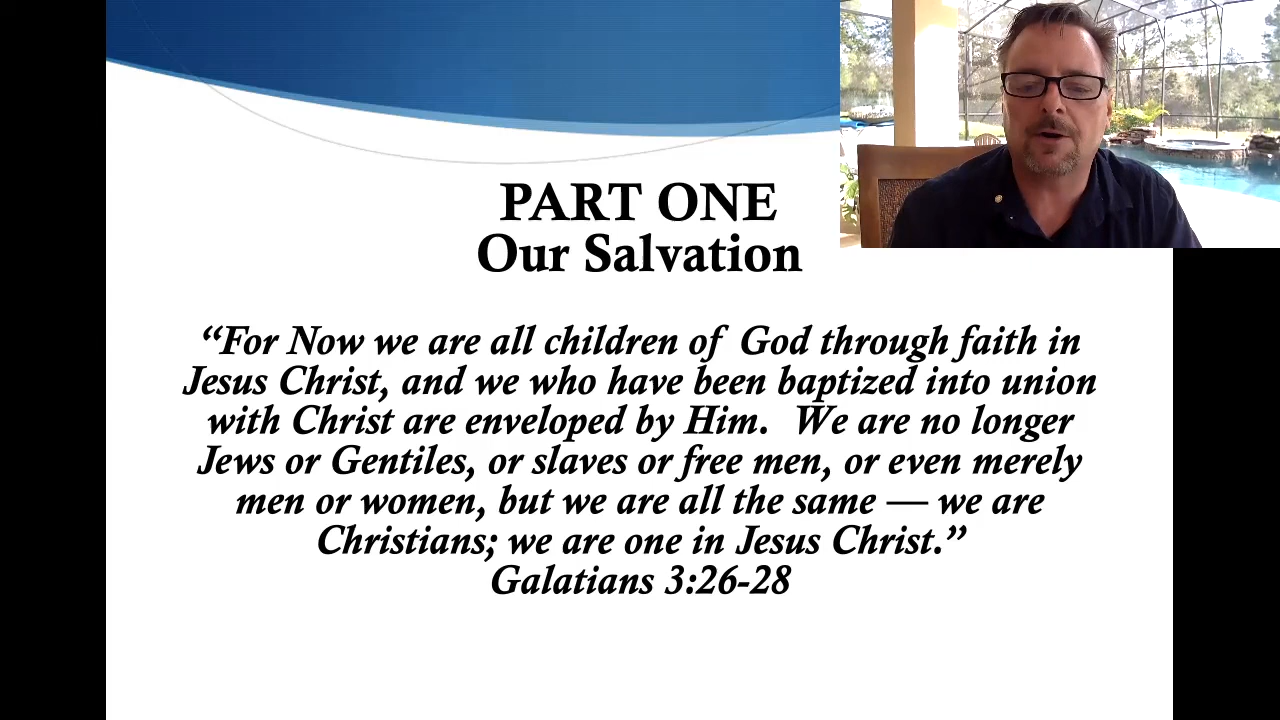 PART ONE
Our Salvation
“For Now we are all children of God through faith in
Jesus Christ, and we who have been baptized into union
with Christ are enveloped by Him. We are no longer
Jews or Gentiles, or slaves or free men, or even merely
men or women, but we are all the same — we are
Christians; we are one in Jesus Christ.”
Galatians 3:26-28